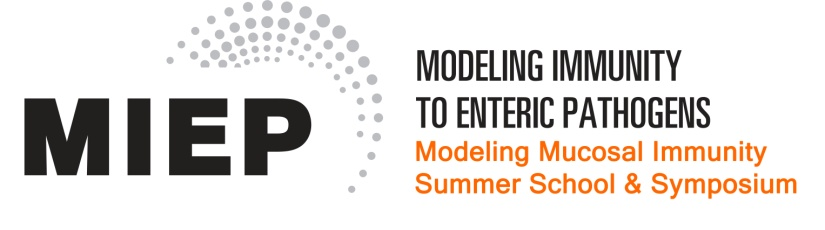 MIEP
MODELING IMMUNITY
TO ENTERIC PATHOGENS
Modeling Mucosal Immunity
Summer School & Symposium